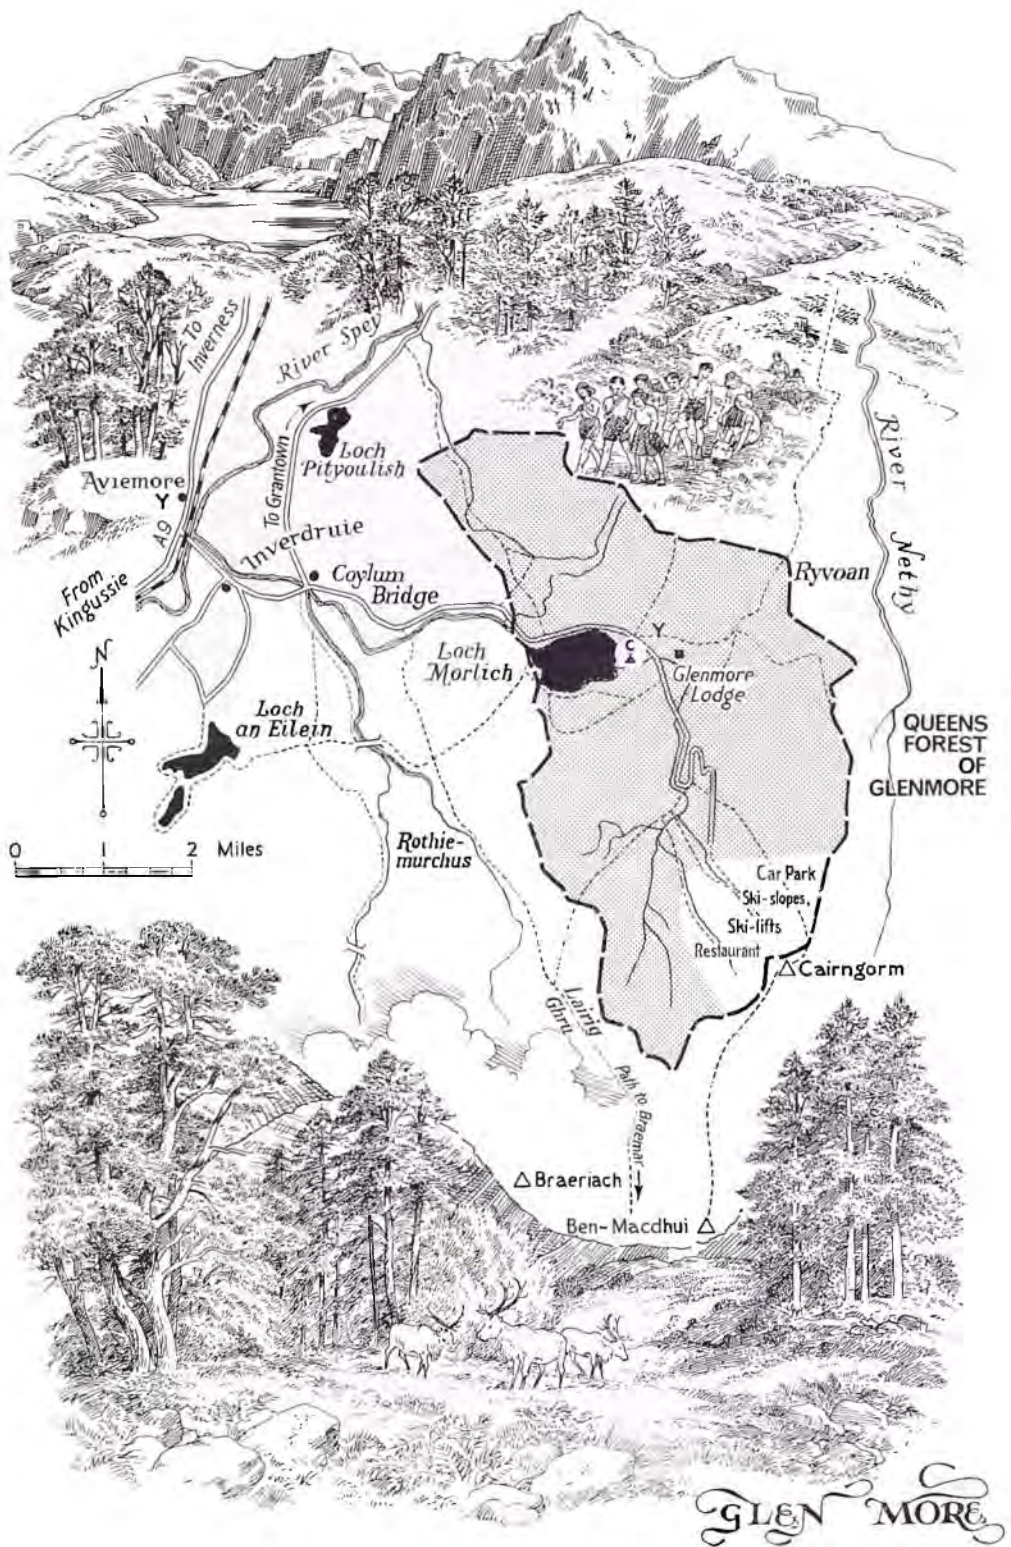 To
Inverness
River Spey
Loch
Pityoulish
Aviemore
Y
To Grantown
A9
Inverdruie
From
Kingussie
Coylum
Bridge
River Nethy
Ryvoan
N
Loch
Morlich
C
Y
Glenmore
Lodge
Loch
an Eilein
QUEENS
FOREST
OF
GLENMORE
0 1 2 Miles
Rothie-
murchus
Car Park
Ski-slopes,
Ski-lifts
Restaurant
Cairngorm
Lairig
Ghru
Path to Braemar
Braeriach
Ben-Macdhui
GLEN MORE